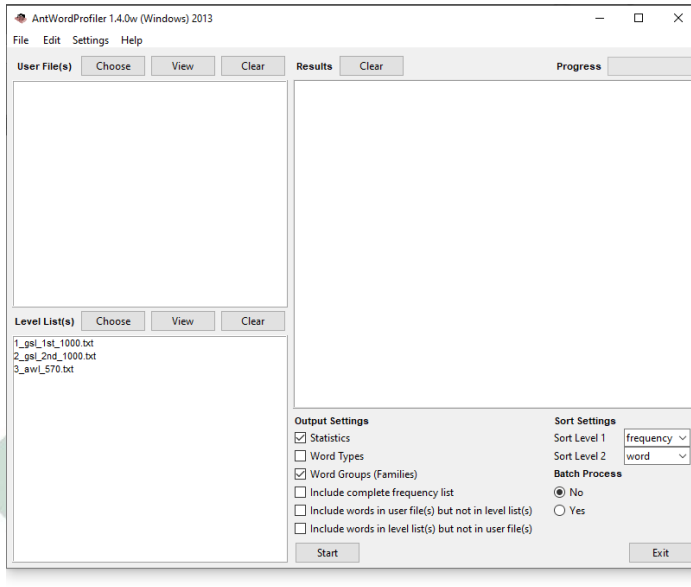 AntWordProfiler 1.4.0w (Windows) 2013
File Edit Settings Help
User File(s) Choose View Clear Results Clear Progress
Level List(s) Choose View Clear
1_gsl_1st_1000.txt
2_gsl_2nd_1000.txt
3_awl_570.txt
Output Settings Sort Settings
Statistics Sort Level 1 frequency
Word Types Sort Level 2 word
Word Groups (Families) Batch Process
Include complete frequency list No
Include words in user file(s) but not in level list(s) Yes
Include words in level list(s) but not in user file(s)
Start Exit